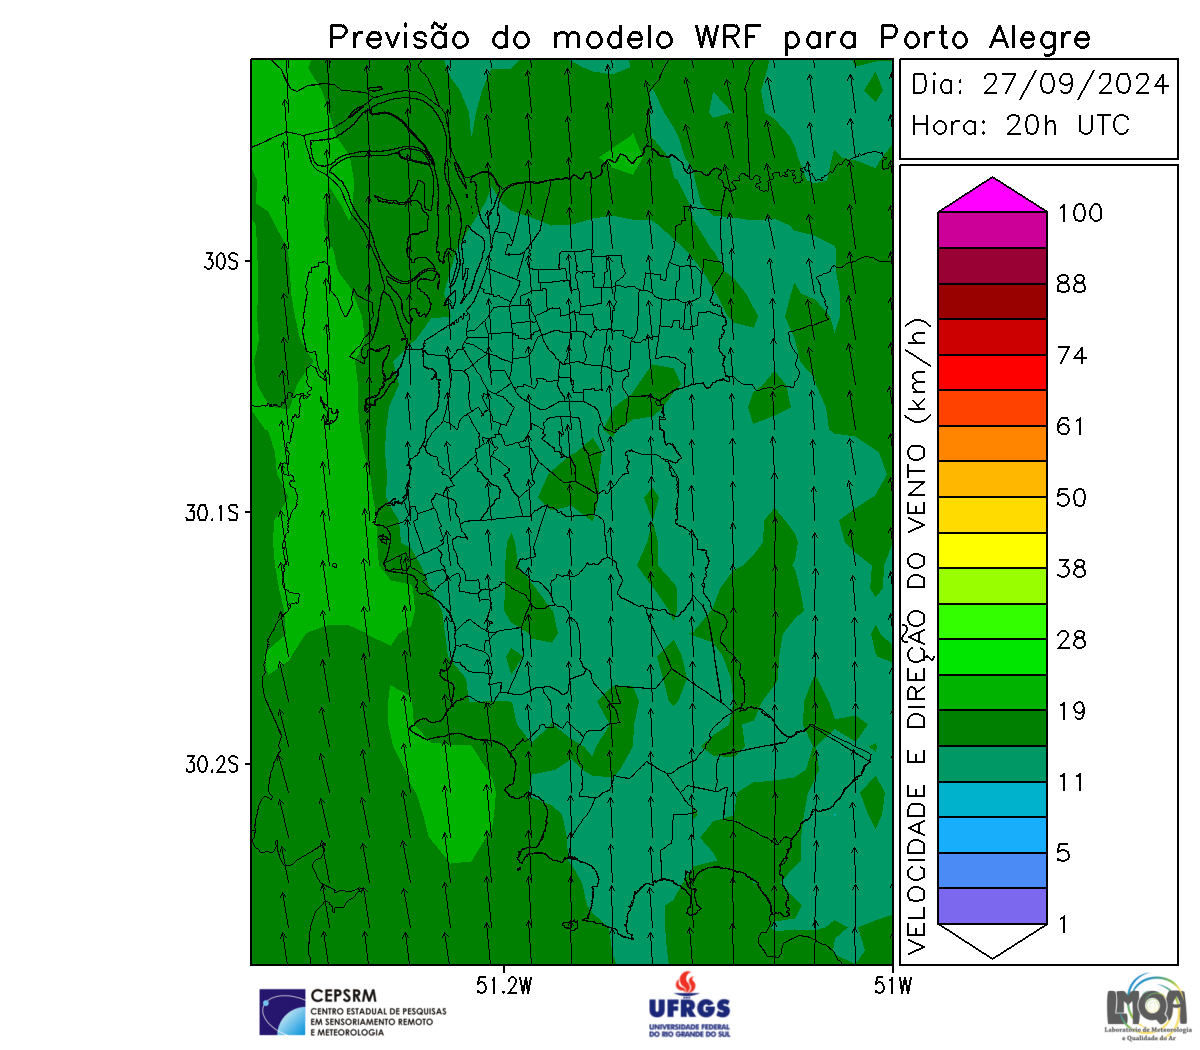 Previsão do modelo WRF para Porto Alegre
Dia: 27/09/2024
Hora: 20h UTC
30S
30.1S
30.2S
51.2W
51W
VELOCIDADE E DIREÇÃO DO VENTO (km/h)
100
88
74
61
50
38
28
19
11
5
1
CEPSRM
CENTRO ESTADUAL DE PESQUISAS
EM SENSORIAMENTO REMOTO
E METEOROLOGIA
UFRGS
UNIVERSIDADE FEDERAL
DO RIO GRANDE DO SUL
LMQA
Laboratório de Meteorologia
e Qualidade do Ar